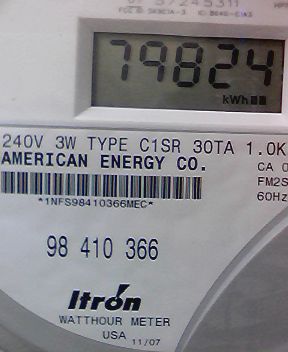 79824
kWh
240V 3W TYPE C1SR 30TA 1.0K
AMERICAN ENERGY CO.
CA 0
FM2S
60Hz
*1NFS98410366MEC*
98 410 366
Itron
WATTHOUR METER
USA 11/07